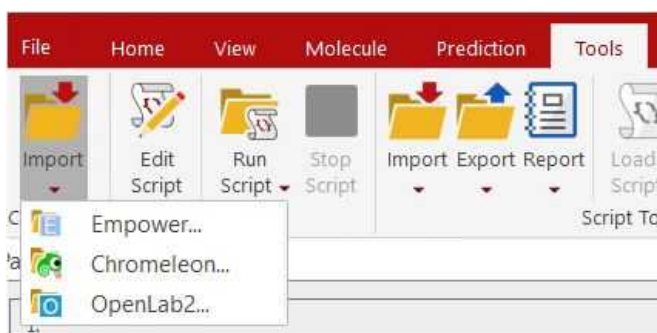 File Home View Molecule Prediction Tools
Import Edit Script Run Script Stop Script Import Export Report
Script To
Empower...
Chromeleon...
OpenLab2...